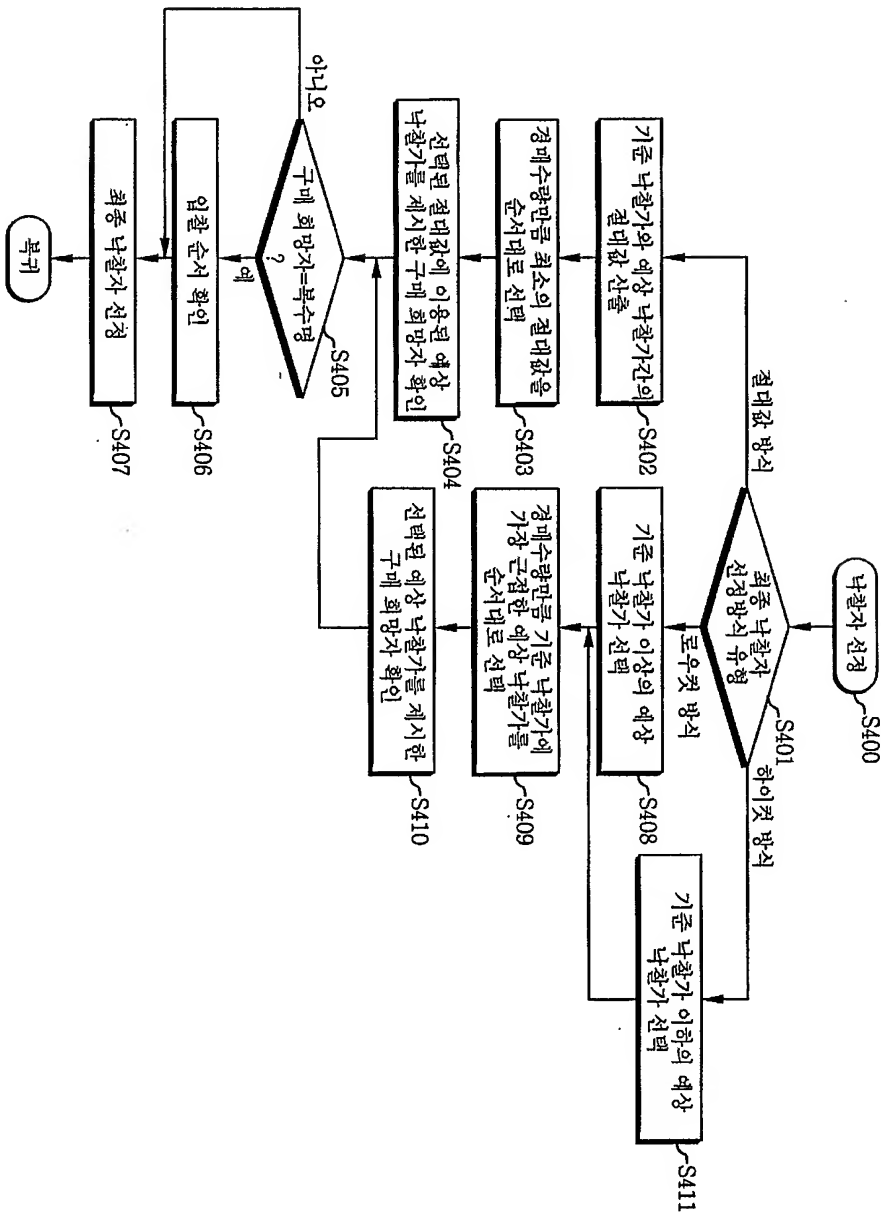 낙찰자 선정
S400
최종 낙찰자
선정방식 유형
S401
절대값 방식
로우컷 방식
하이컷 방식
기준 낙찰가와 예상 낙찰가간의
절대값 산출
S402
경매수량만큼 최소의 절대값을
순서대로 선택
S403
선택된 절대값에 이용된 예상
낙찰가를 제시한 구매 희망자 확인
S404
구매 희망자=복수명
?
S405
아니오
예
입찰 순서 확인
S406
최종 낙찰자 선정
S407
복귀
기준 낙찰가 이상의 예상
낙찰가 선택
S408
경매수량만큼 기준 낙찰가에
가장 근접한 예상 낙찰가를
순서대로 선택
S409
선택된 예상 낙찰가를 제시한
구매 희망자 확인
S410
기준 낙찰가 이하의 예상
낙찰가 선택
S411